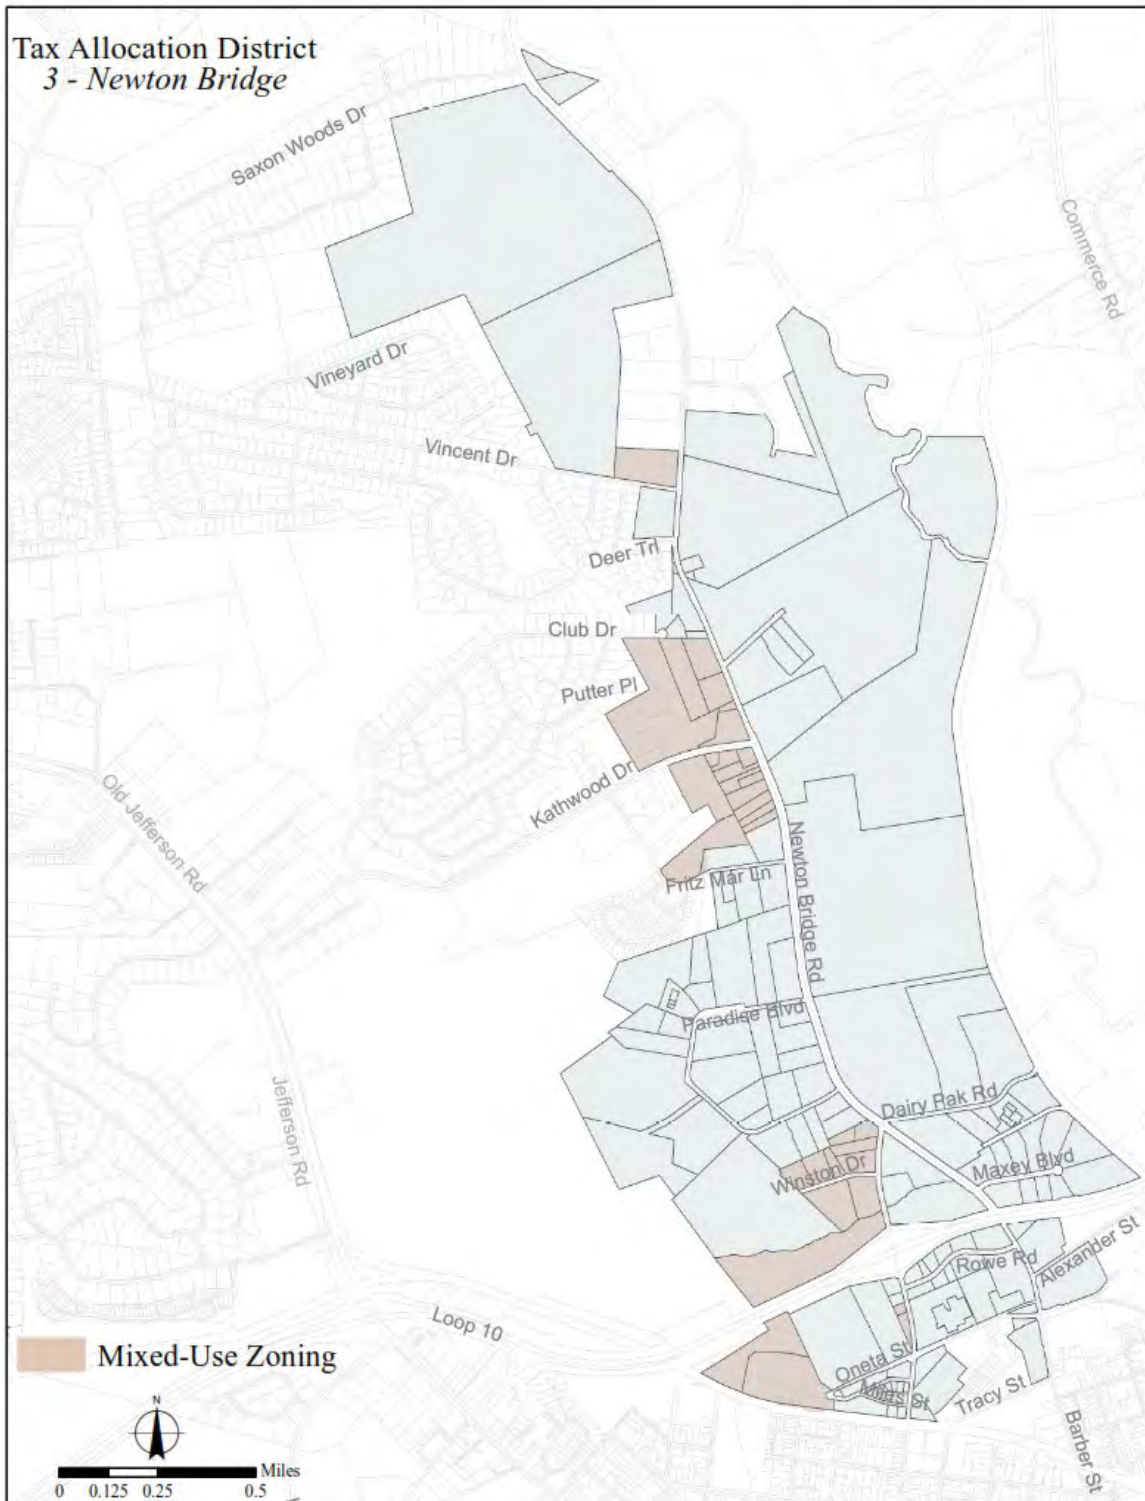 Tax Allocation District
3 - Newton Bridge
Saxon Woods Dr
Commerce Rd
Vineyard Dr
Vincent Dr
Deer Trl
Club Dr
Putter Pl
Kathwood Dr
Old Jefferson Rd
Newton Bridge Rd
Fritz Mar Ln
Paradise Blvd
Jefferson Rd
Dairy Pak Rd
Maxey Blvd
Winston Dr
Alexander St
Rowe Rd
Loop 10
Mixed-Use Zoning
Oneta St
Miles St
Tracy St
Barber St
N
Miles
0 0.125 0.25 0.5